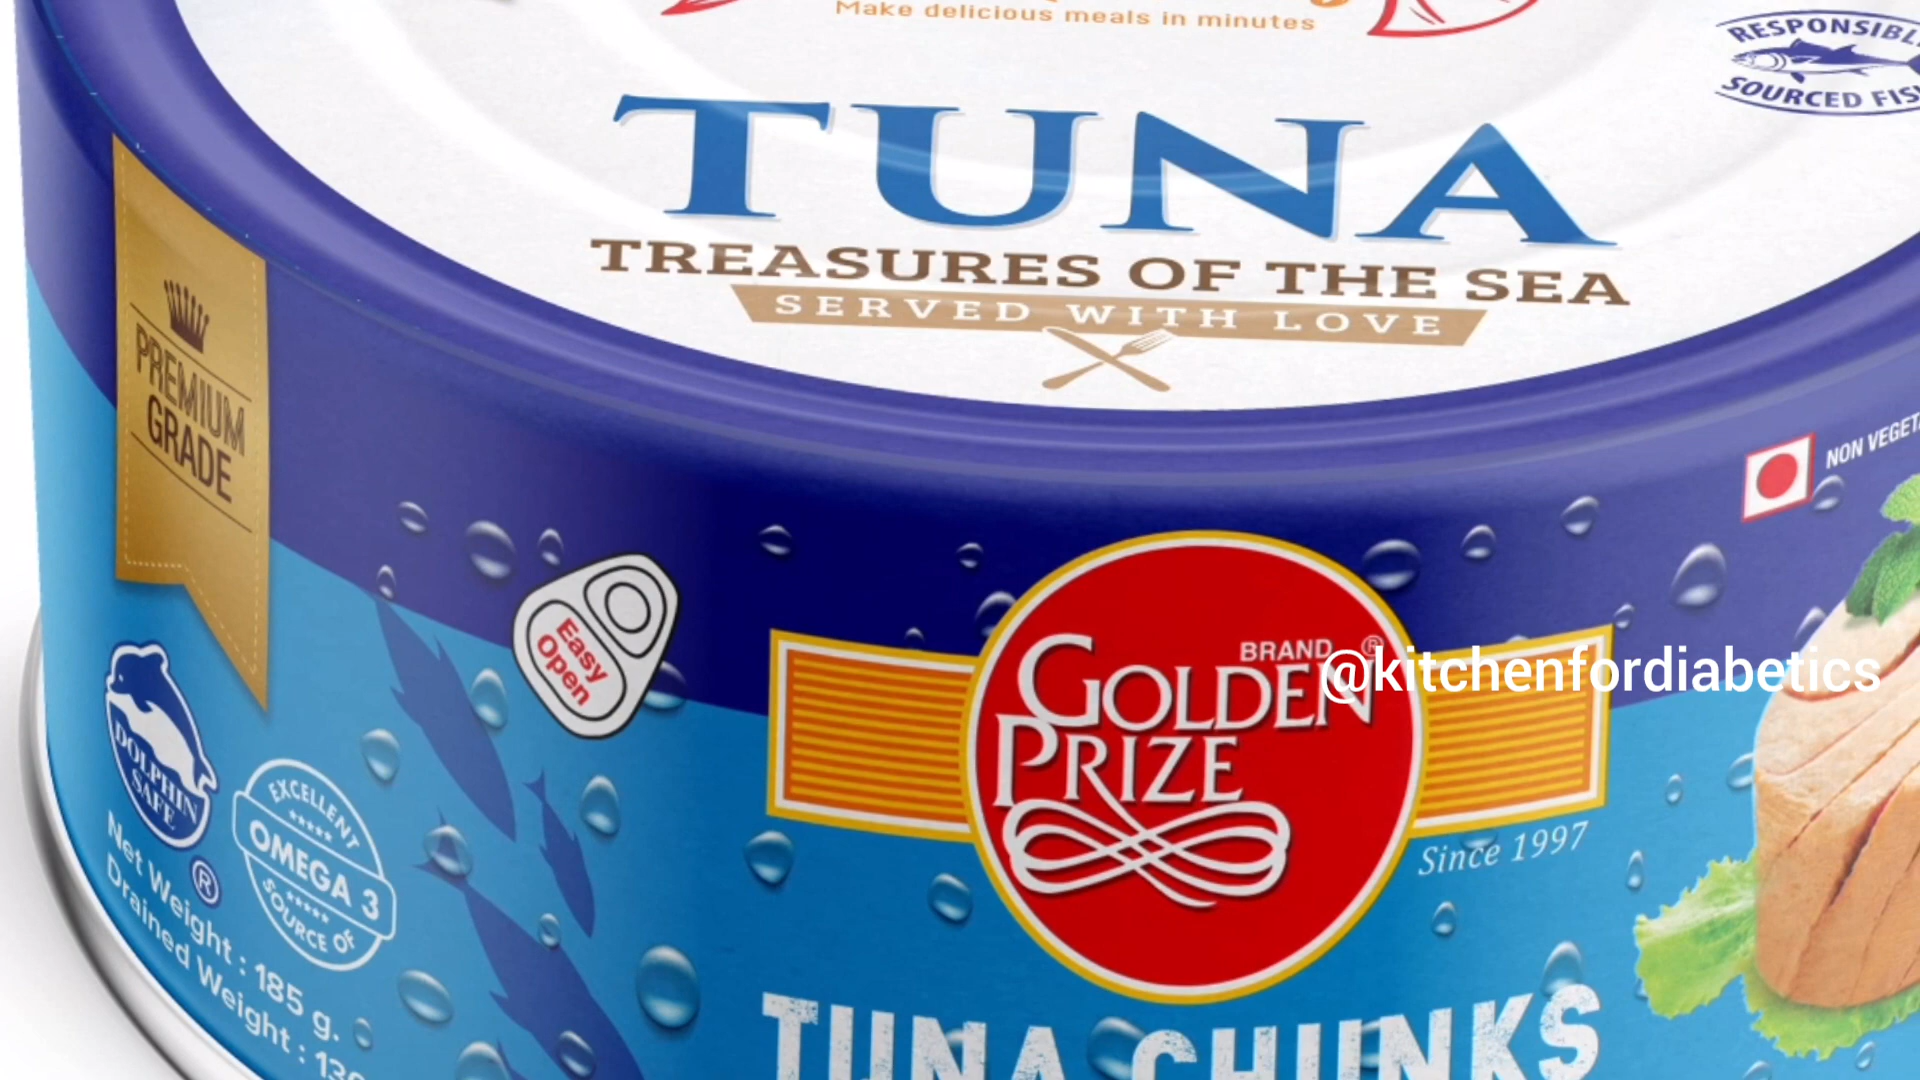 Make delicious meals in minutes
RESPONSIBL
SOURCED FIS
TUNA
TREASURES OF THE SEA
SERVED WITH LOVE
PREMIUM
GRADE
NON VEGET
Easy
Open
BRAND ®
GOLDEN
PRIZE
@kitchenfordiabetics
Since 1997
DOLPHIN
SAFE
®
EXCELLENT
OMEGA 3
SOURCE OF
Net Weight : 185 g.
Drained Weight : 130
TUNA CHUNKS